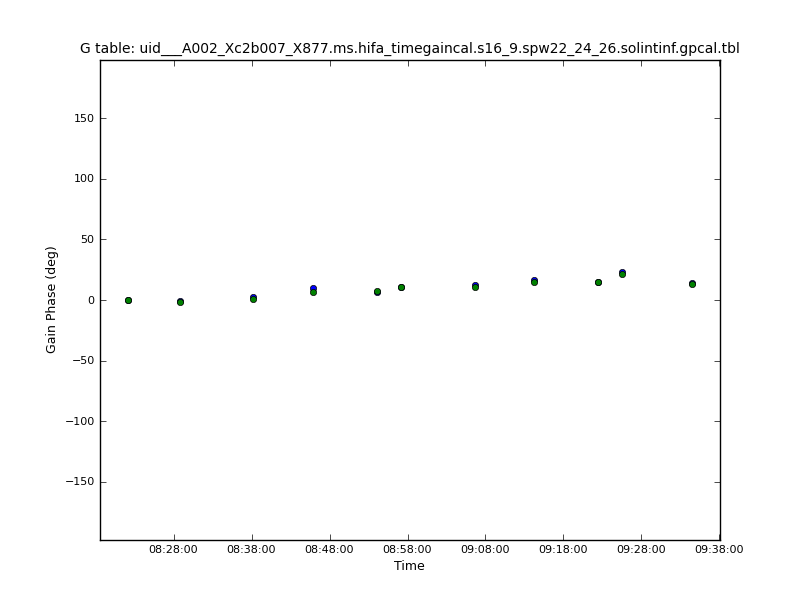 G table: uid___A002_Xc2b007_X877.ms.hifa_timegaincal.s16_9.spw22_24_26.solintinf.gpcal.tbl
150
100
50
0
−50
−100
−150
Gain Phase (deg)
08:28:00 08:38:00 08:48:00 08:58:00 09:08:00 09:18:00 09:28:00 09:38:00
Time